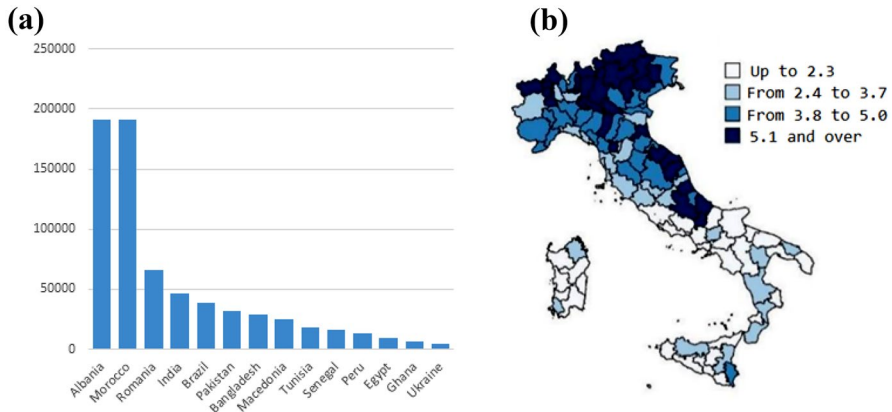 (a)
250000
200000
150000
100000
50000
0
Albania
Morocco
Romania
India
Brazil
Pakistan
Bangladesh
Macedonia
Tunisia
Senegal
Peru
Egypt
Ghana
Ukraine
(b)
Up to 2.3
From 2.4 to 3.7
From 3.8 to 5.0
5.1 and over